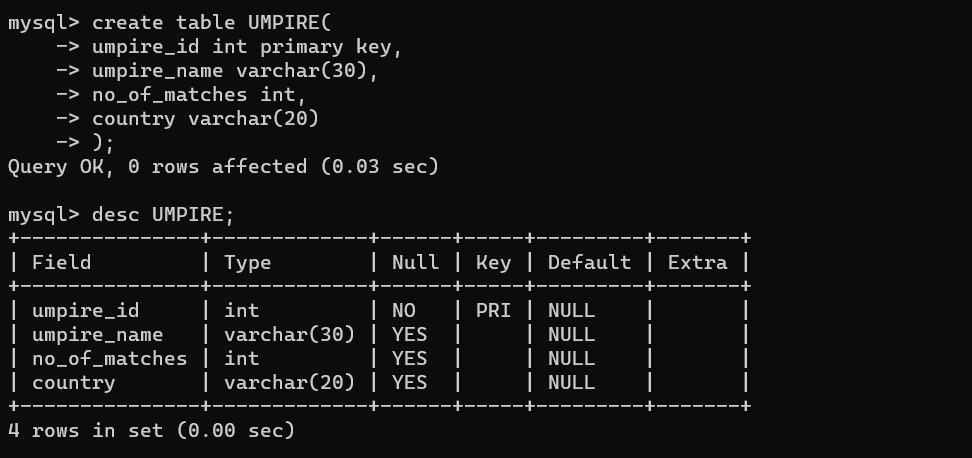 mysql> create table UMPIRE(
    -> umpire_id int primary key,
    -> umpire_name varchar(30),
    -> no_of_matches int,
    -> country varchar(20)
    -> );
Query OK, 0 rows affected (0.03 sec)

mysql> desc UMPIRE;
+---------------+-------------+------+-----+---------+-------+
| Field         | Type        | Null | Key | Default | Extra |
+---------------+-------------+------+-----+---------+-------+
| umpire_id     | int         | NO   | PRI | NULL    |       |
| umpire_name   | varchar(30) | YES  |     | NULL    |       |
| no_of_matches | int         | YES  |     | NULL    |       |
| country       | varchar(20) | YES  |     | NULL    |       |
+---------------+-------------+------+-----+---------+-------+
4 rows in set (0.00 sec)